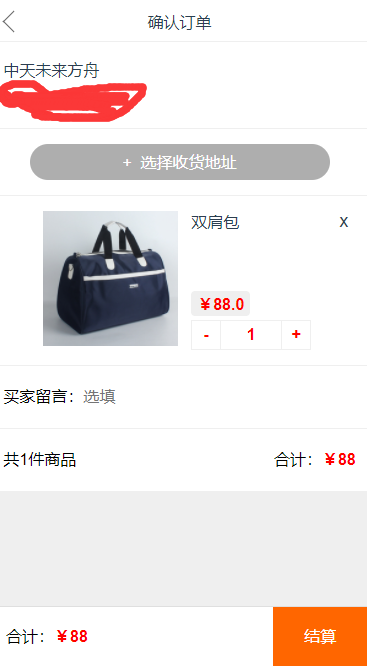 确认订单
中天未来方舟
+ 选择收货地址
双肩包 X
￥88.0
- 1 +
买家留言：选填
共1件商品 合计：￥88
合计：￥88 结算